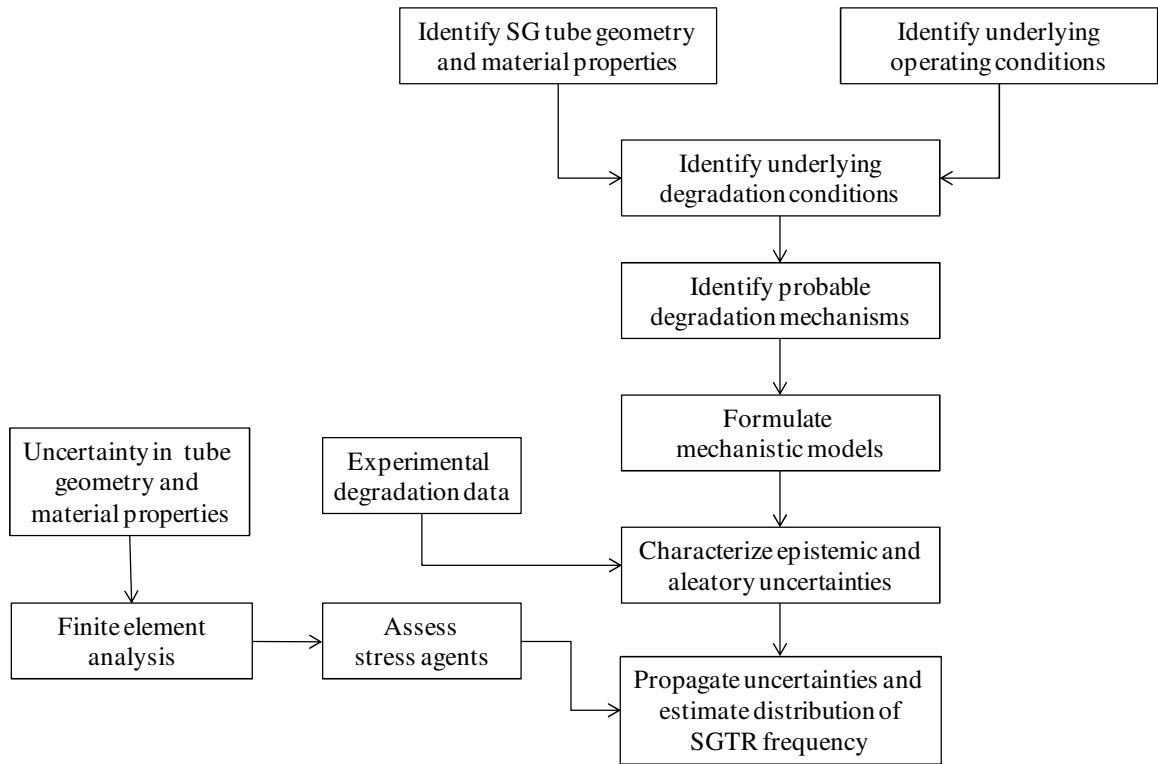 Identify SG tube geometry
and material properties
Identify underlying
operating conditions
Identify underlying
degradation conditions
Identify probable
degradation mechanisms
Formulate
mechanistic models
Uncertainty in tube
geometry and
material properties
Experimental
degradation data
Characterize epistemic and
aleatory uncertainties
Finite element
analysis
Assess
stress agents
Propagate uncertainties and
estimate distribution of
SGTR frequency